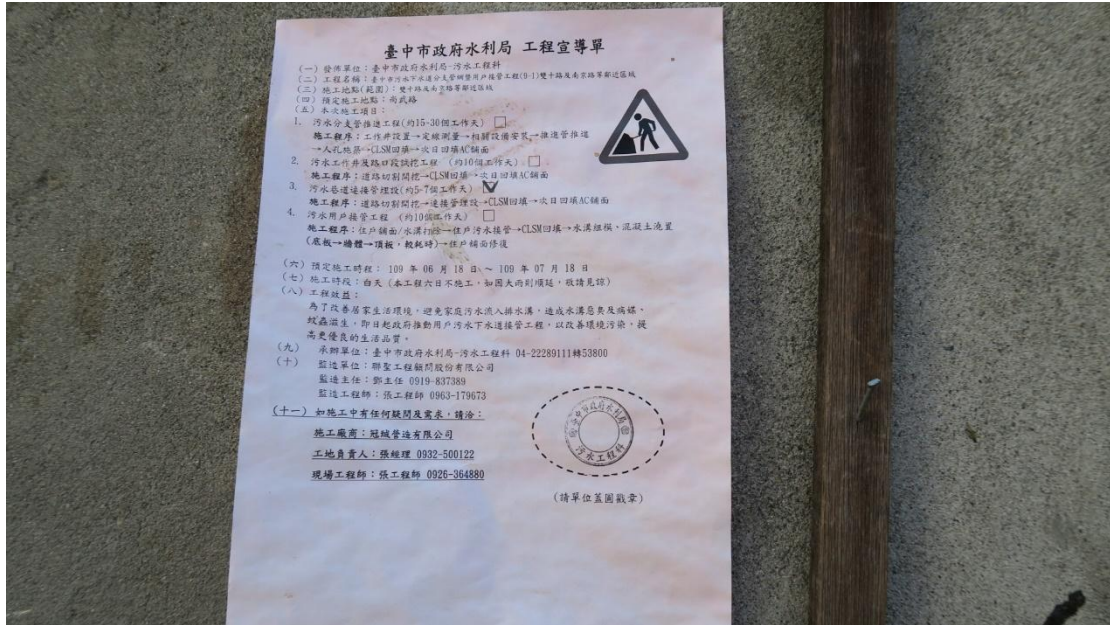 臺中市政府水利局 工程宣導單
(一) 發佈單位：臺中市政府水利局-污水工程科
(二) 工程名稱：臺中市污水下水道分支管網暨用戶接管工程(9-1)雙十路及南京路等鄰近區域
(三) 施工地點(範圍)：雙十路及南京路等鄰近區域
(四) 預定施工地點：尚武路
(五) 本次施工項目：
1. 污水分支管推進工程(約15-30個工作天) □
施工程序：工作井設置→定線測量→相關設備安裝→推進管推進
→人孔施築→CLSM回填→次日回填AC鋪面
2. 污水工作井及路口段試挖工程 (約10個工作天) □
施工程序：道路切割開挖→CLSM回填→次日回填AC鋪面
3. 污水巷道連接管埋設(約5-7個工作天) ☑
施工程序：道路切割開挖→連接管埋設→CLSM回填→次日回填AC鋪面
4. 污水用戶接管工程 (約10個工作天) □
施工程序：住戶鋪面/水溝打除→住戶污水接管→CLSM回填→水溝組模、混凝土澆置
(底板→牆體→頂板，較耗時)→住戶鋪面修復
(六) 預定施工時程： 109 年 06 月 18 日、~ 109 年 07 月 18 日
(七) 施工時段：白天 (本工程六日不施工，如因大雨則順延，敬請見諒)
(八) 工程效益：
為了改善居家生活環境，避免家庭污水流入排水溝，造成水溝惡臭及病媒、
蚊蟲滋生，即日起政府推動用戶污水下水道接管工程，以改善環境污染，提
高更優良的生活品質。
(九) 承辦單位：臺中市政府水利局-污水工程科 04-22289111轉53800
(十) 監造單位：聯聖工程顧問股份有限公司
監造主任：鄧主任 0919-837389
監造工程師：張工程師 0963-179673
(十一) 如施工中有任何疑問及需求，請洽：
施工廠商：冠絨營造有限公司
工地負責人：張經理 0932-500122
現場工程師：張工程師 0926-364880
臺中市政府水利局
污水工程科
(請單位蓋圓戳章)